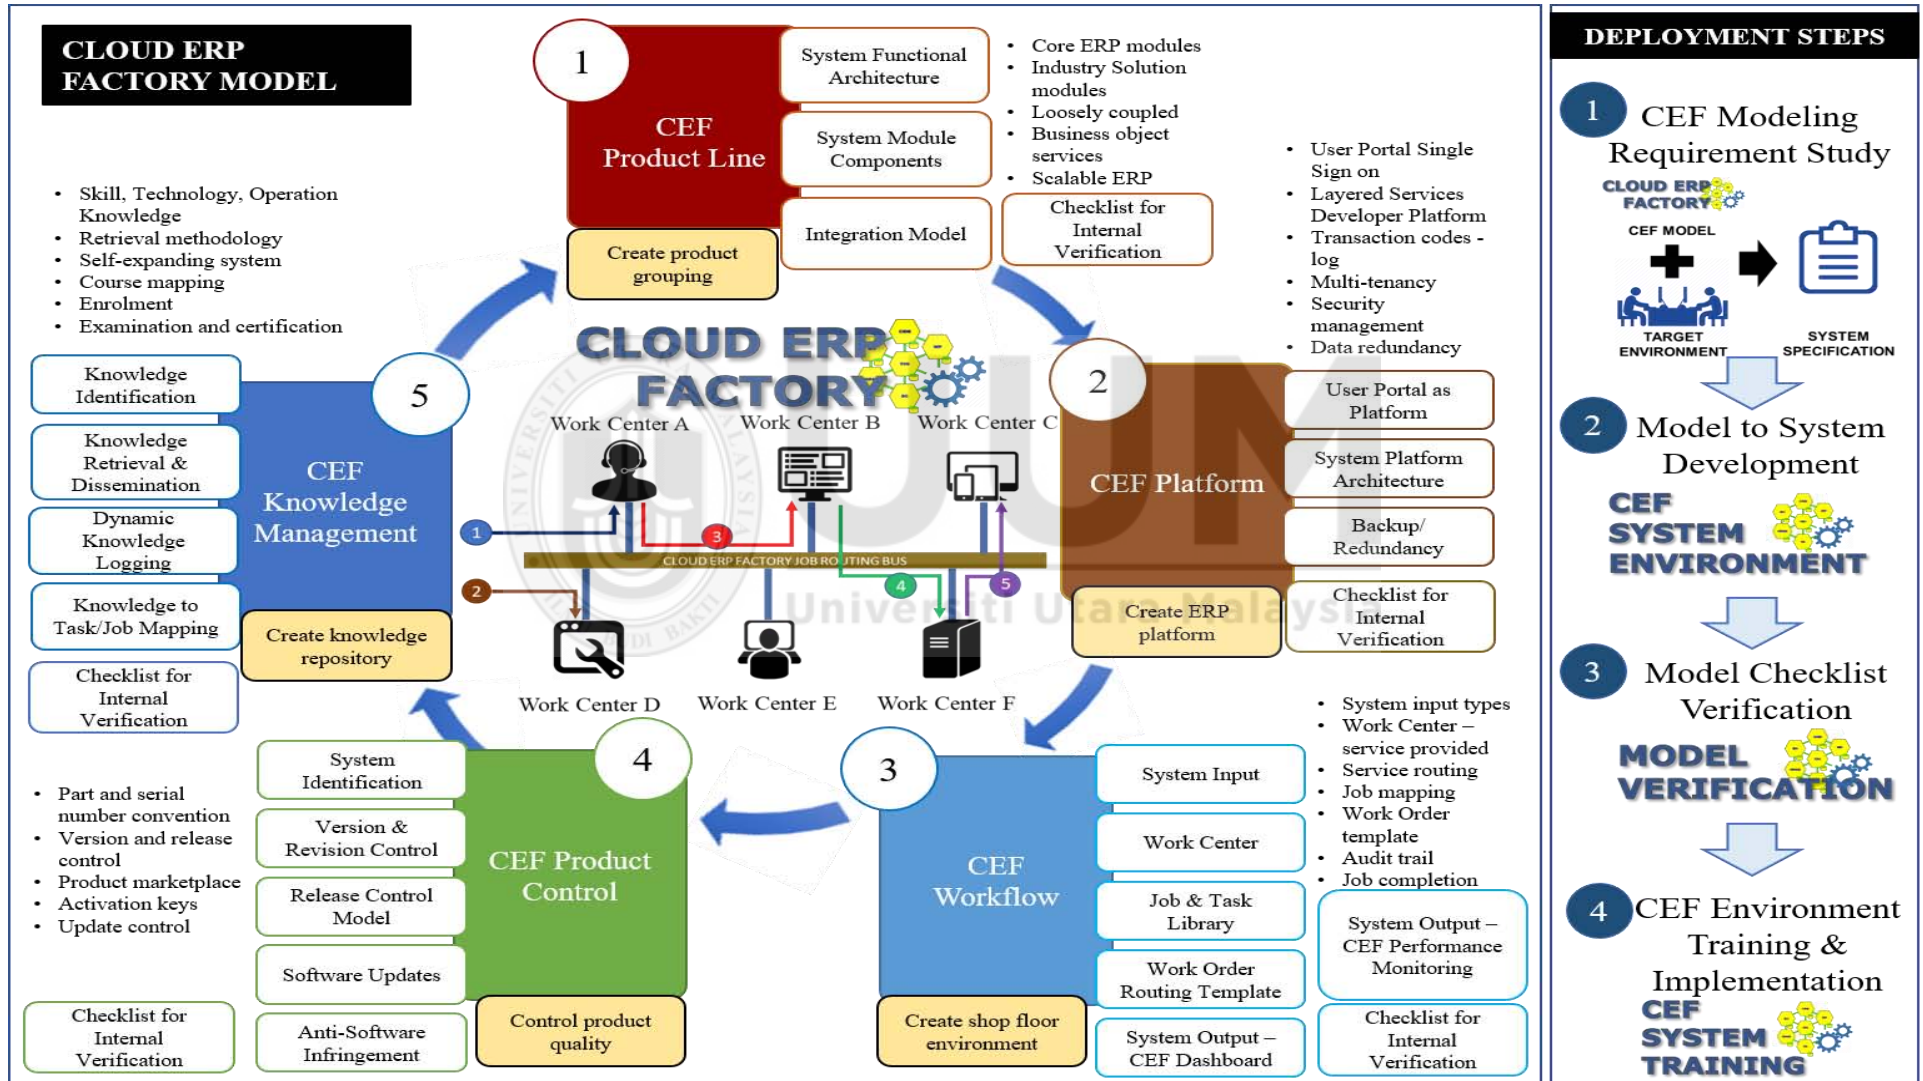 CLOUD ERP
FACTORY MODEL
1
CEF
Product Line
Create product
grouping
System Functional
Architecture
System Module
Components
Integration Model
• Core ERP modules
• Industry Solution
modules
• Loosely coupled
• Business object
services
• Scalable ERP
Checklist for
Internal
Verification
2
CEF Platform
Create ERP
platform
• User Portal Single
Sign on
• Layered Services
Developer Platform
• Transaction codes -
log
• Multi-tenancy
• Security
management
• Data redundancy
User Portal as
Platform
System Platform
Architecture
Backup/
Redundancy
Checklist for
Internal
Verification
3
CEF
Workflow
Create shop floor
environment
System Input
Work Center
Job & Task
Library
Work Order
Routing Template
System Output –
CEF Dashboard
• System input types
• Work Center –
service provided
• Service routing
• Job mapping
• Work Order
template
• Audit trail
• Job completion
System Output –
CEF Performance
Monitoring
Checklist for
Internal
Verification
4
CEF Product
Control
Control product
quality
System
Identification
Version &
Revision Control
Release Control
Model
Software Updates
Anti-Software
Infringement
• Part and serial
number convention
• Version and release
control
• Product marketplace
• Activation keys
• Update control
Checklist for
Internal
Verification
5
CEF
Knowledge
Management
Create knowledge
repository
• Skill, Technology, Operation
Knowledge
• Retrieval methodology
• Self-expanding system
• Course mapping
• Enrolment
• Examination and certification
Knowledge
Identification
Knowledge
Retrieval &
Dissemination
Dynamic
Knowledge
Logging
Knowledge to
Task/Job Mapping
Checklist for
Internal
Verification
CLOUD ERP
FACTORY
Work Center A
Work Center B
Work Center C
1
3
CLOUD ERP FACTORY JOB ROUTING BUS
2
4
5
Work Center D
Work Center E
Work Center F
UUM
Universiti Utara Malaysia
UNIVERSITI UTARA MALAYSIA
BUDI BAKTI
DEPLOYMENT STEPS
1
CEF Modeling
Requirement Study
CLOUD ERP
FACTORY
CEF MODEL
TARGET
ENVIRONMENT
SYSTEM
SPECIFICATION
2
Model to System
Development
CEF
SYSTEM
ENVIRONMENT
3
Model Checklist
Verification
MODEL
VERIFICATION
4
CEF Environment
Training &
Implementation
CEF
SYSTEM
TRAINING